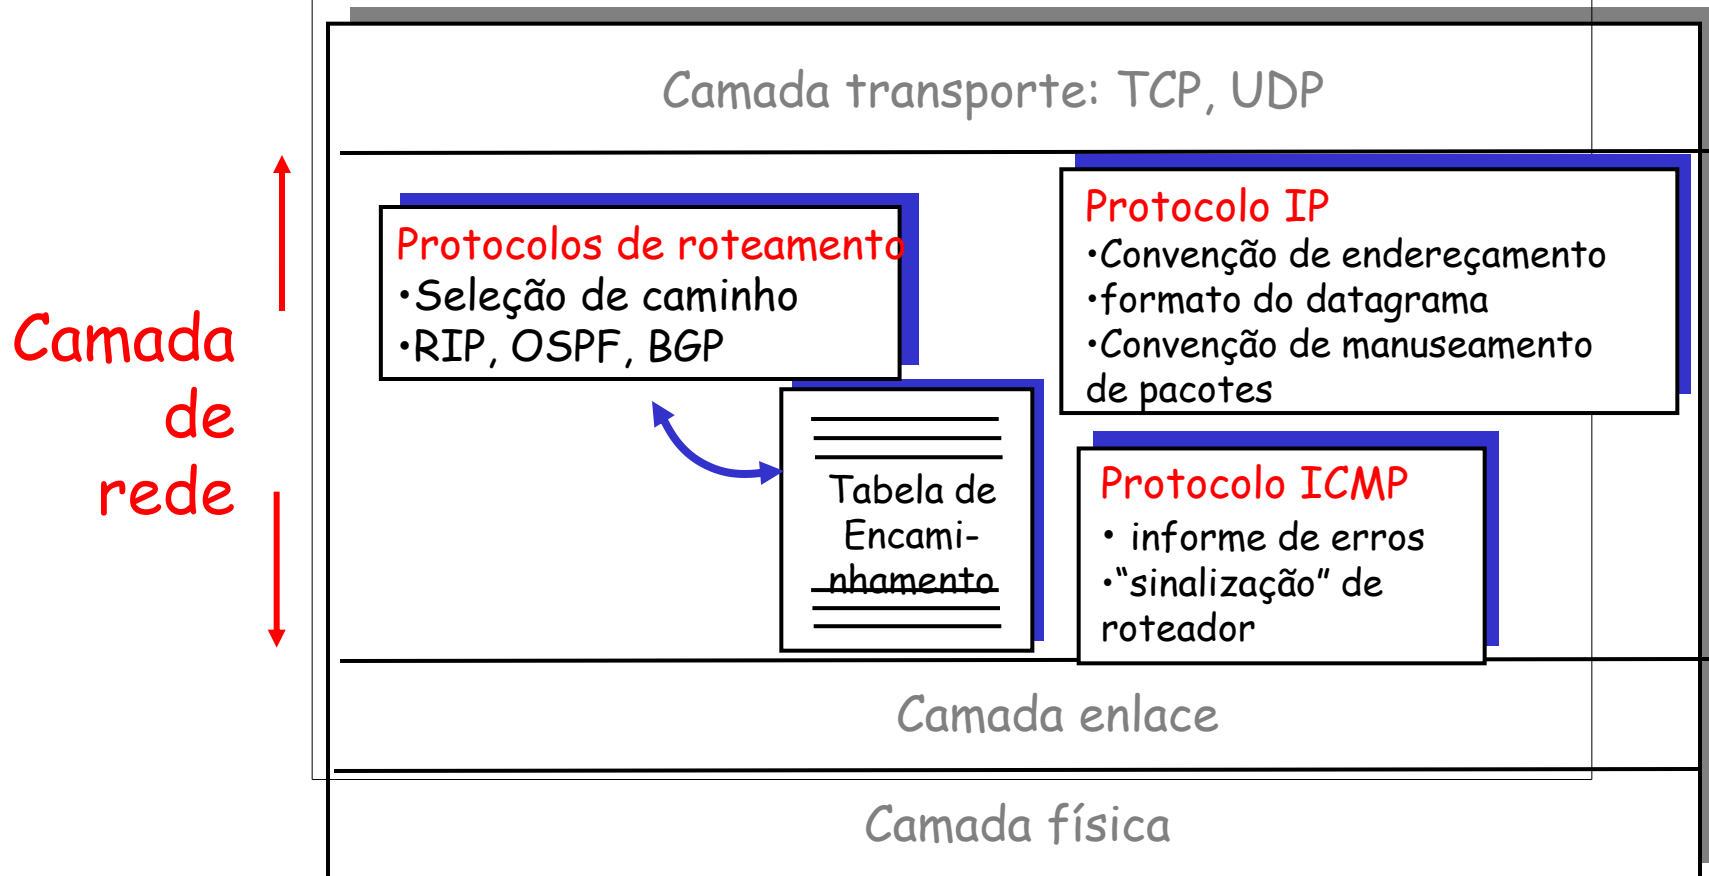 Camada transporte: TCP, UDP
Camada
de
rede
Protocolos de roteamento
•Seleção de caminho
•RIP, OSPF, BGP
Tabela de
Encami-
nhamento
Protocolo IP
•Convenção de endereçamento
•formato do datagrama
•Convenção de manuseamento
de pacotes
Protocolo ICMP
• informe de erros
•“sinalização” de
roteador
Camada enlace
Camada física